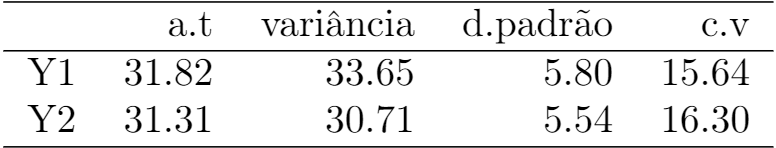 a.t variância d.padrão c.v
Y1 31.82 33.65 5.80 15.64
Y2 31.31 30.71 5.54 16.30